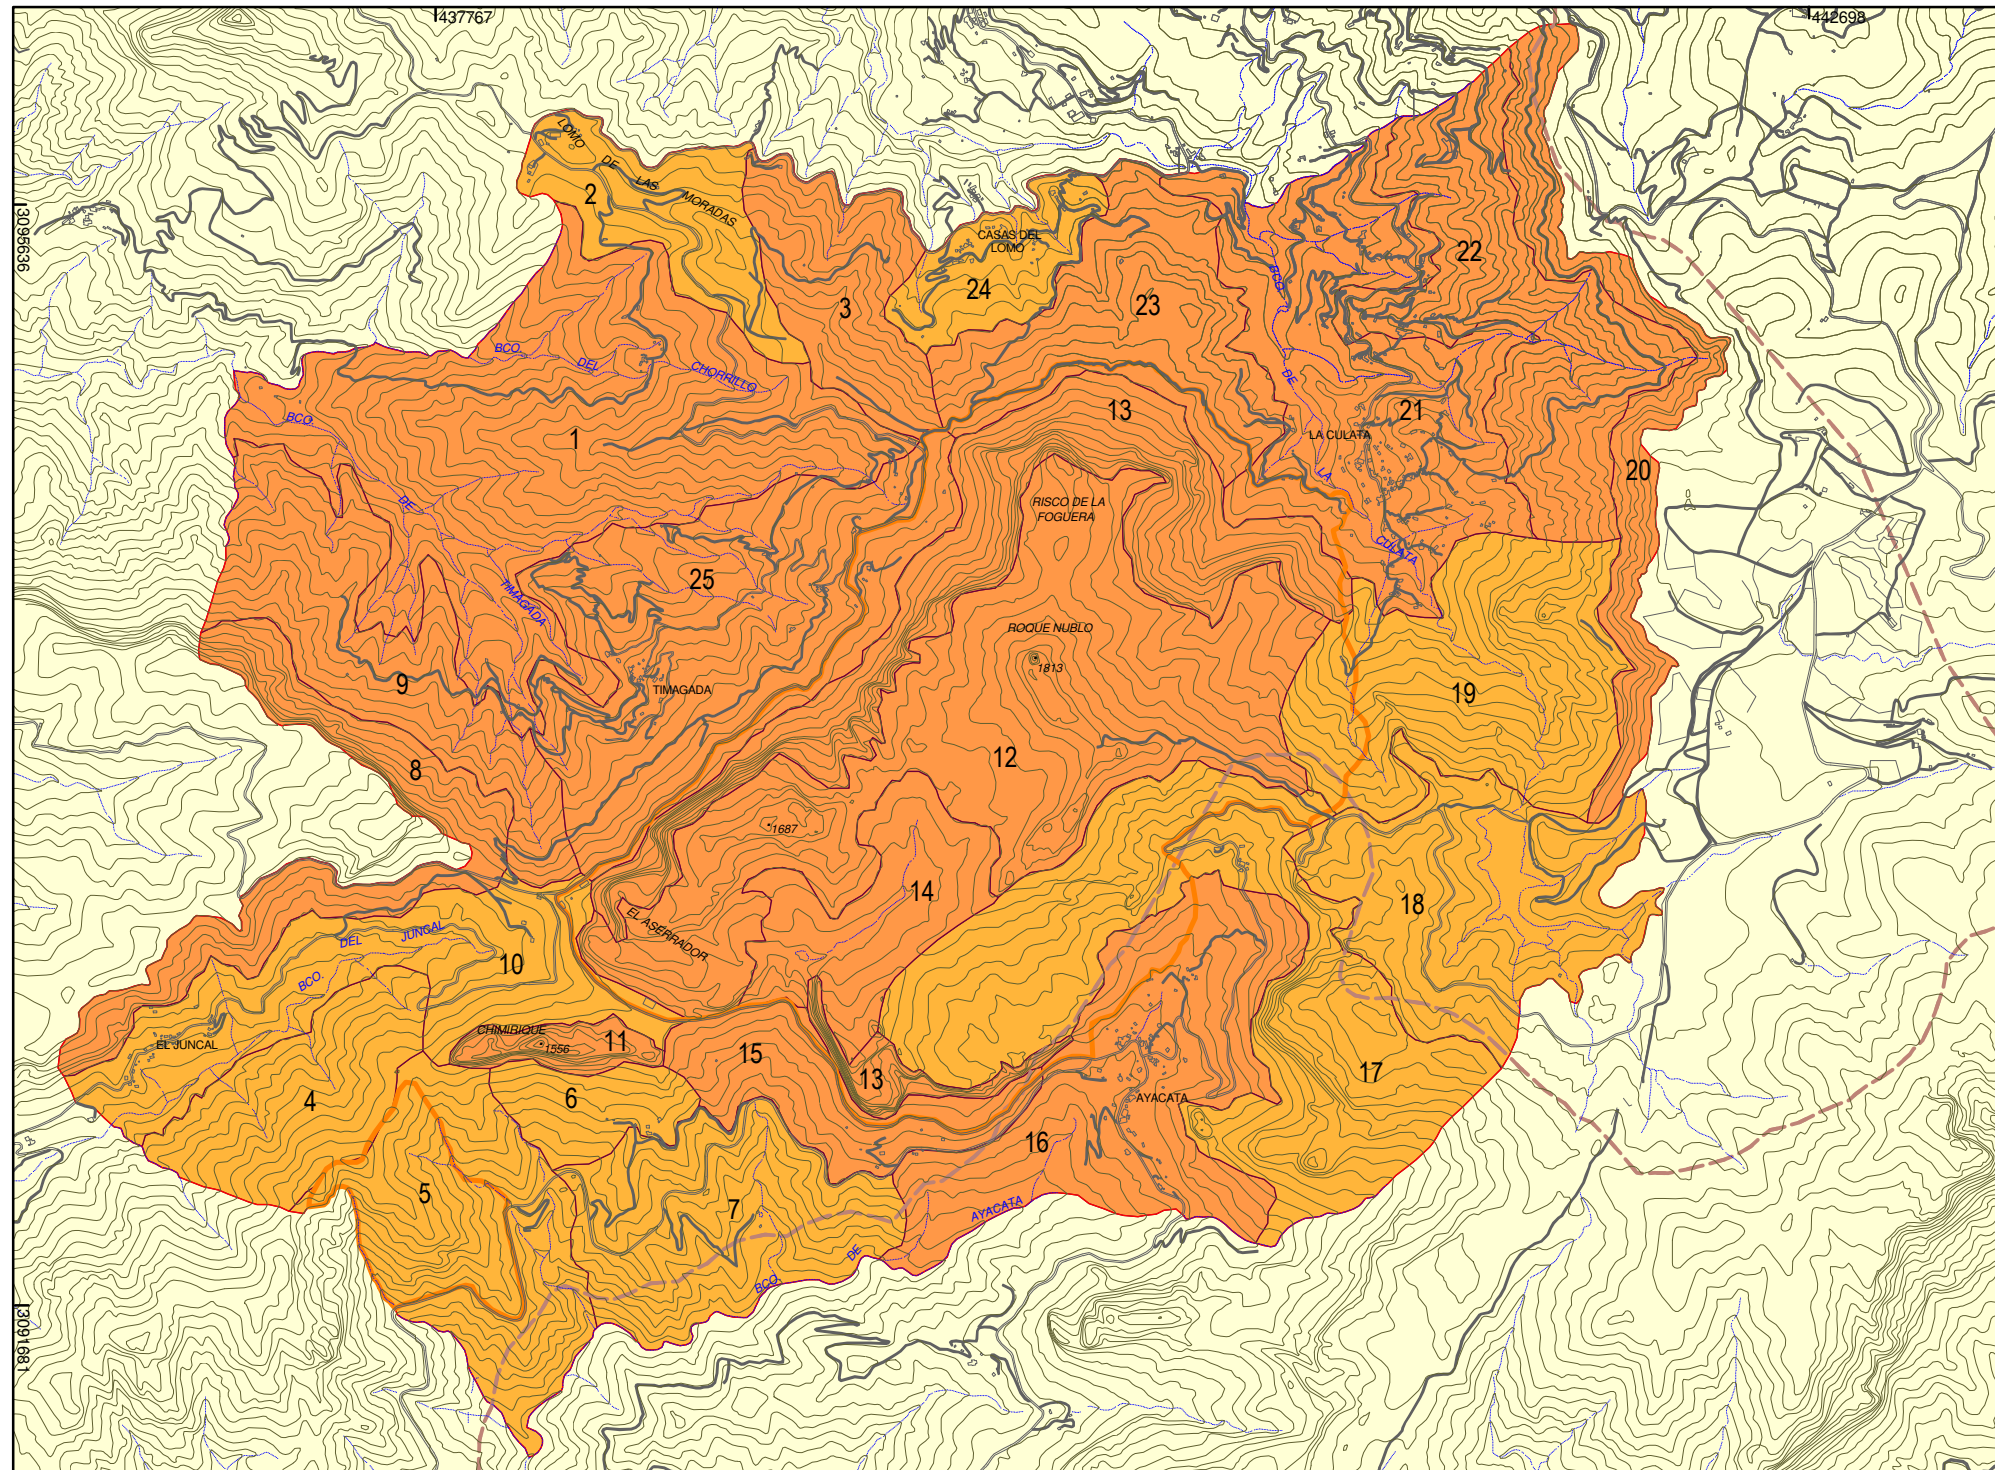 437767
442698
3095636
3091681
LOMO
DE
LAS
MORADAS
2
CASAS DEL
LOMO
24
3
23
22
BCO.
DE
LA
CULATA
BCO.
DEL
CHORRILLO
BCO.
DE
TIMAGADA
1
13
21
LA CULATA
20
RISCO DE LA
FOGUERA
25
ROQUE NUBLO
1813
9
TIMAGADA
19
8
12
1687
14
18
EL ASERRADOR
10
BCO.
DEL
JUNCAL
CHIMIRIQUE
1556
11
EL JUNCAL
15
13
17
4
6
AYACATA
16
5
7
BCO.
DE
AYACATA